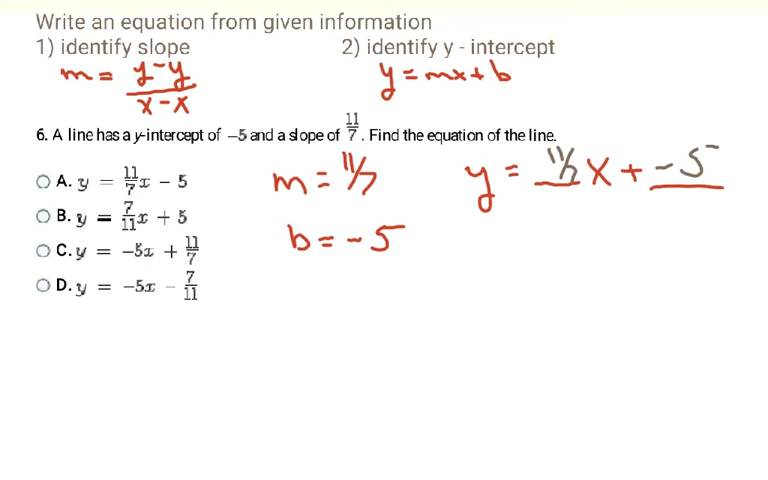 Write an equation from given information
1) identify slope 2) identify y - intercept
m = y-y / x-x y = mx + b
6. A line has a y-intercept of –5 and a slope of 11/7. Find the equation of the line.
A. y = 11/7 x – 5
B. y = 7/11 x + 5
C. y = –5x + 11/7
D. y = –5x – 7/11
m = 11/7 y = 11/7 x + -5
b = -5